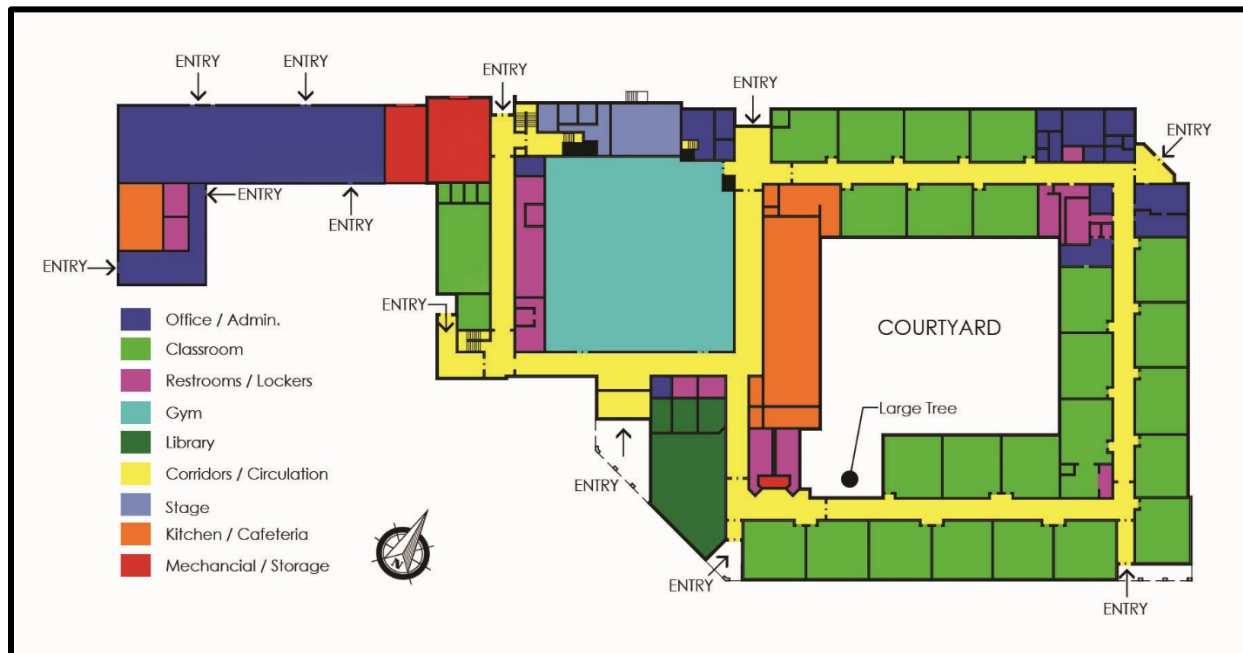 ENTRY
ENTRY
ENTRY
ENTRY
ENTRY
ENTRY
ENTRY
ENTRY
ENTRY
COURTYARD
Large Tree
Office / Admin.
Classroom
Restrooms / Lockers
Gym
Library
Corridors / Circulation
Stage
Kitchen / Cafeteria
Mechancial / Storage
N
ENTRY
ENTRY
ENTRY